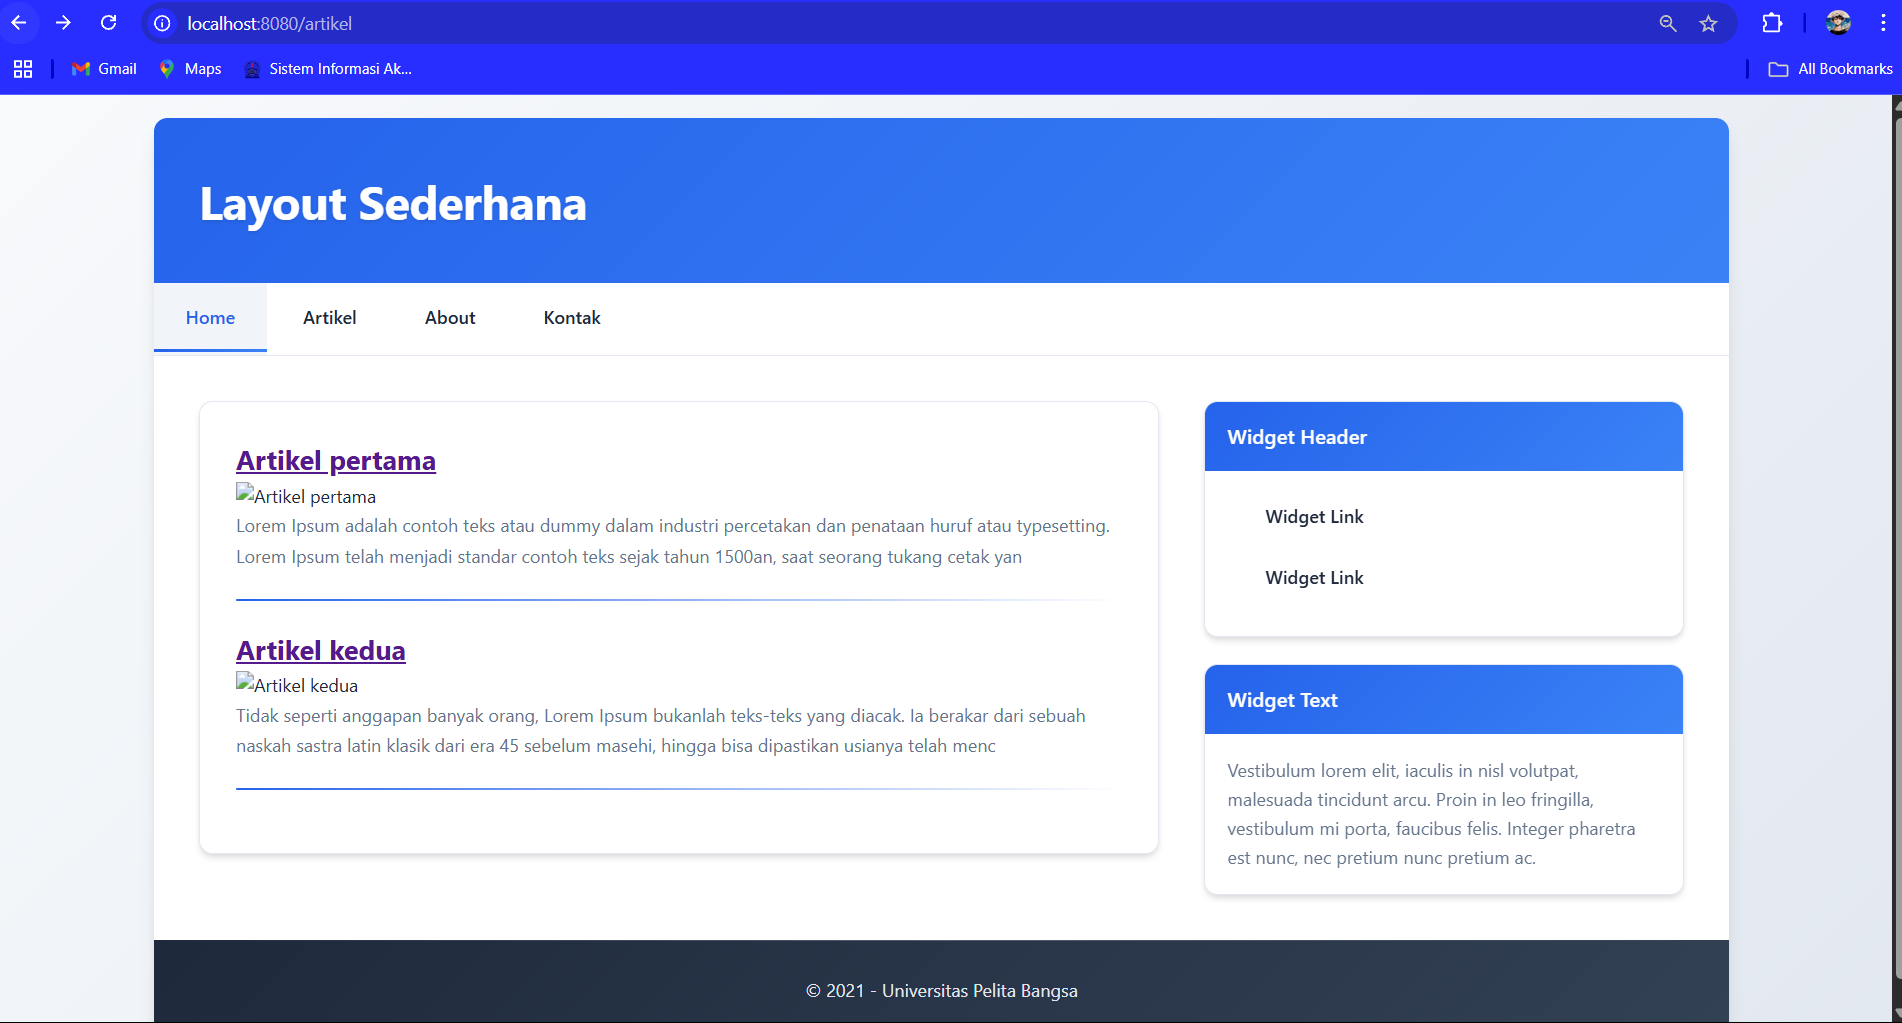 localhost:8080/artikel
Gmail
Maps
Sistem Informasi Ak...
All Bookmarks
Layout Sederhana
Home
Artikel
About
Kontak
Artikel pertama
Artikel pertama
Lorem Ipsum adalah contoh teks atau dummy dalam industri percetakan dan penataan huruf atau typesetting.
Lorem Ipsum telah menjadi standar contoh teks sejak tahun 1500an, saat seorang tukang cetak yan
Artikel kedua
Artikel kedua
Tidak seperti anggapan banyak orang, Lorem Ipsum bukanlah teks-teks yang diacak. Ia berakar dari sebuah
naskah sastra latin klasik dari era 45 sebelum masehi, hingga bisa dipastikan usianya telah menc
Widget Header
Widget Link
Widget Link
Widget Text
Vestibulum lorem elit, iaculis in nisl volutpat,
malesuada tincidunt arcu. Proin in leo fringilla,
vestibulum mi porta, faucibus felis. Integer pharetra
est nunc, nec pretium nunc pretium ac.
© 2021 - Universitas Pelita Bangsa